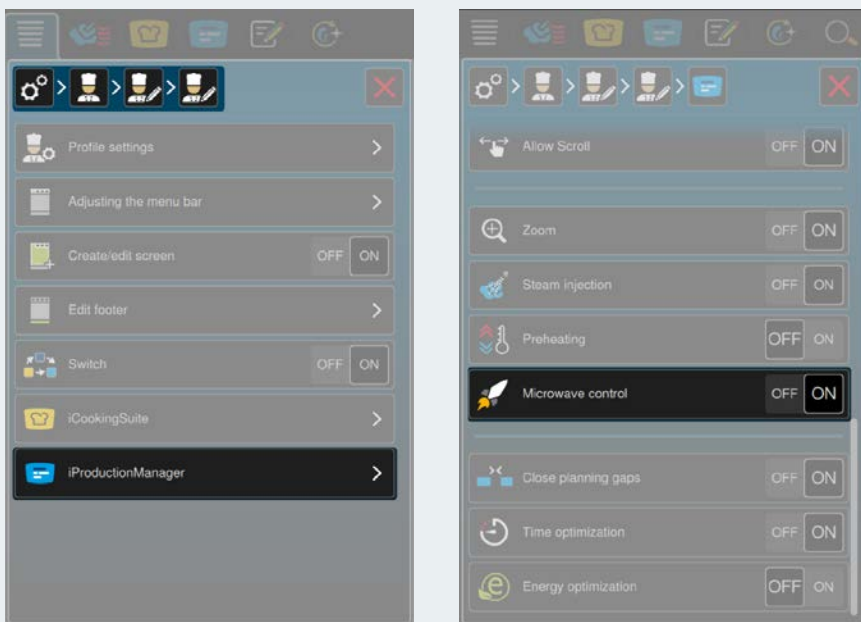 Profile settings
Adjusting the menu bar
Create/edit screen OFF ON
Edit footer
Switch OFF ON
iCookingSuite
iProductionManager
Allow Scroll OFF ON
Zoom OFF ON
Steam injection OFF ON
Preheating OFF ON
Microwave control OFF ON
Close planning gaps OFF ON
Time optimization OFF ON
Energy optimization OFF ON